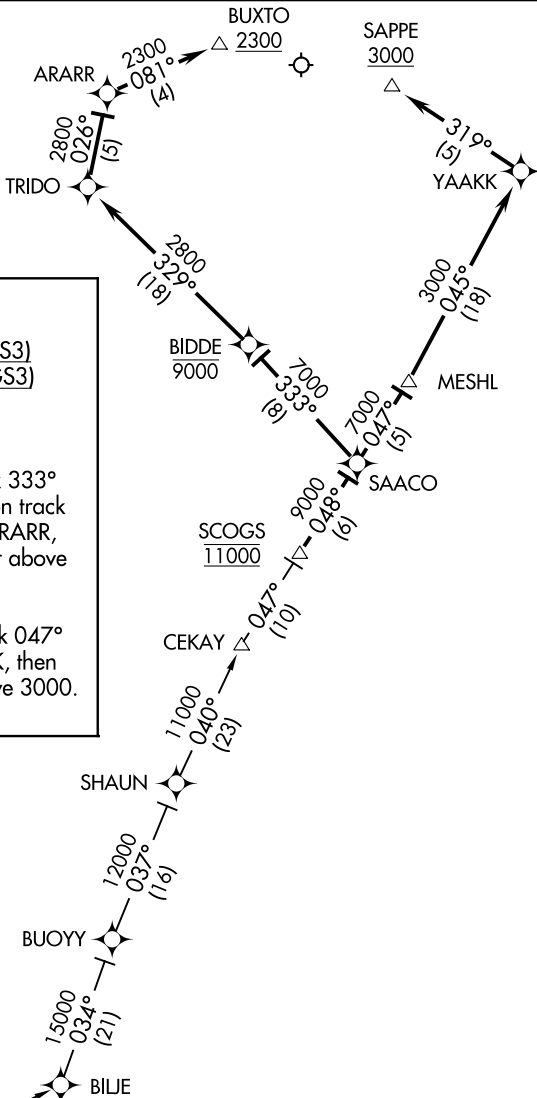 BUXTO
2300
SAPPE
3000
ARARR
2300
081°
(4)
2800
026°
(5)
319°
(5)
YAAKK
TRIDO
2800
329°
(18)
3000
045°
(18)
S3)
GS3)
BIDDE
9000
7000
333°
(8)
MESHL
7000
047°
(5)
333°
on track
RARR,
above
SAACO
9000
048°
(6)
SCOGS
11000
047°
(10)
k 047°
K, then
ve 3000.
CEKAY
11000
040°
(23)
SHAUN
12000
037°
(16)
BUOYY
15000
034°
(21)
BILJE